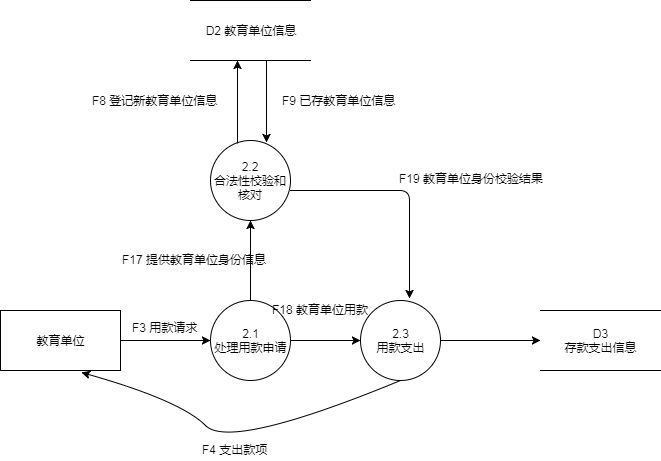 D2 教育单位信息
F8 登记新教育单位信息
F9 已存教育单位信息
2.2
合法性校验和
核对
F19 教育单位身份校验结果
F17 提供教育单位身份信息
F3 用款请求
F18 教育单位用款
教育单位
2.1
处理用款申请
2.3
用款支出
D3
存款支出信息
F4 支出款项